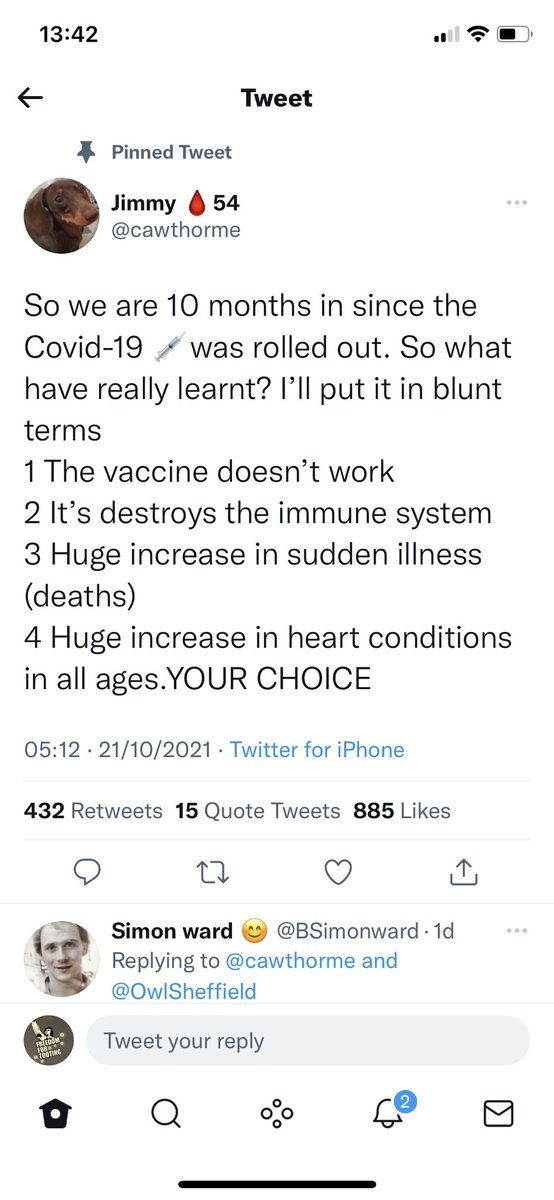 13:42
Tweet
Pinned Tweet
Jimmy 🩸 54
@cawthorme
So we are 10 months in since the
Covid-19 💉 was rolled out. So what
have really learnt? I’ll put it in blunt
terms
1 The vaccine doesn’t work
2 It’s destroys the immune system
3 Huge increase in sudden illness
(deaths)
4 Huge increase in heart conditions
in all ages.YOUR CHOICE
05:12 · 21/10/2021 · Twitter for iPhone
432 Retweets 15 Quote Tweets 885 Likes
Simon ward 😊 @BSimonward · 1d
Replying to @cawthorme and
@OwlSheffield
FREEDOM
FOR
TOOTING
Tweet your reply
2